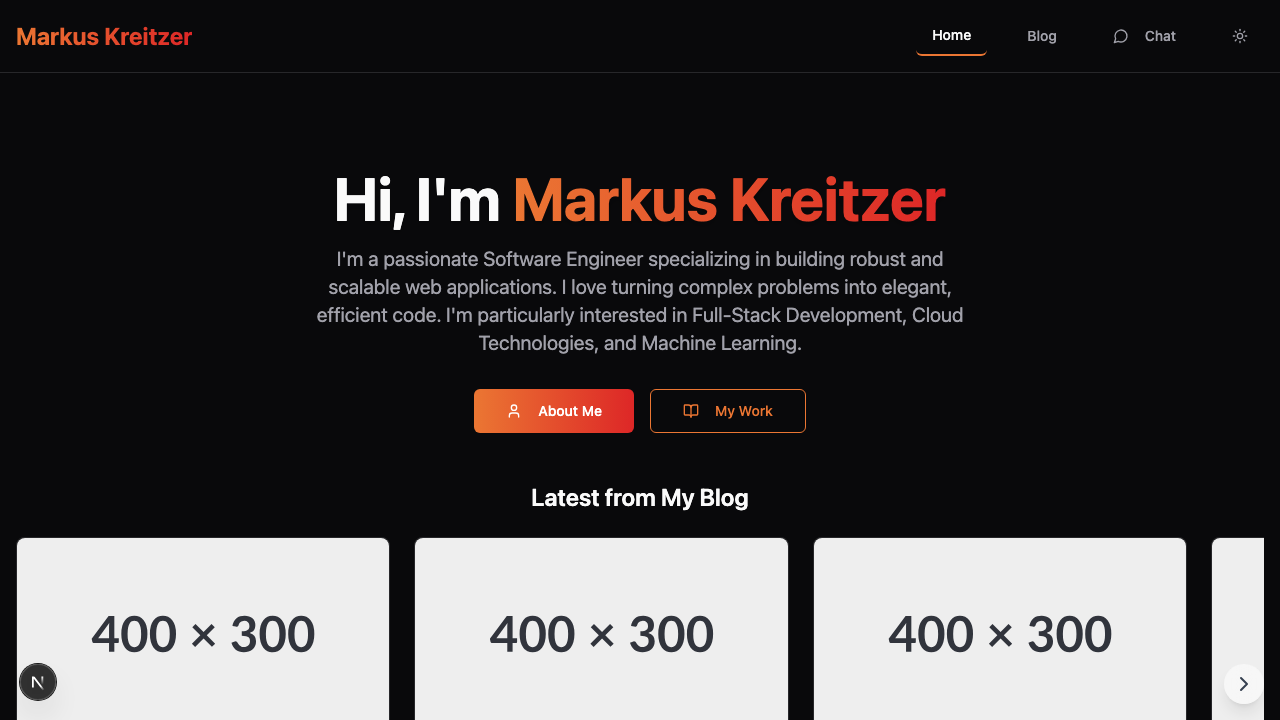 Markus Kreitzer
Home
Blog
Chat
Hi, I'm Markus Kreitzer
I'm a passionate Software Engineer specializing in building robust and
scalable web applications. I love turning complex problems into elegant,
efficient code. I'm particularly interested in Full-Stack Development, Cloud
Technologies, and Machine Learning.
About Me
My Work
Latest from My Blog
400 × 300
400 × 300
400 × 300
N